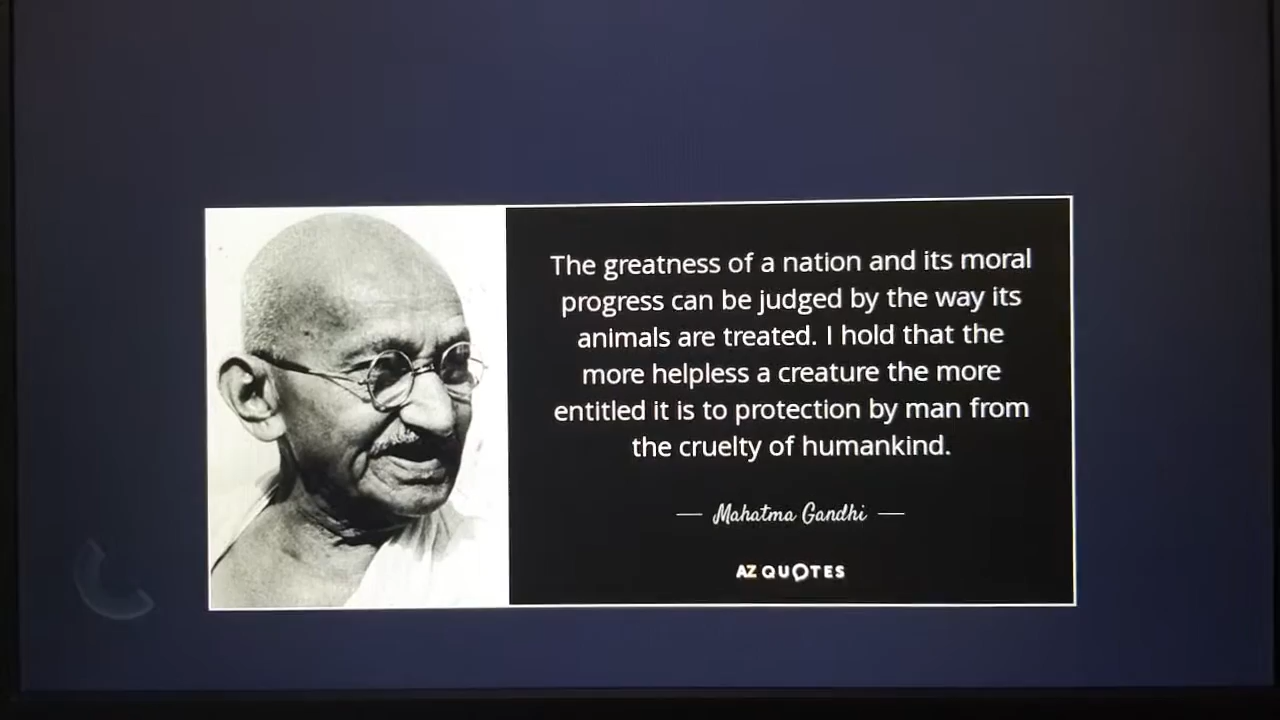 The greatness of a nation and its moral
progress can be judged by the way its
animals are treated. I hold that the
more helpless a creature the more
entitled it is to protection by man from
the cruelty of humankind.
Mahatma Gandhi
AZ QUOTES